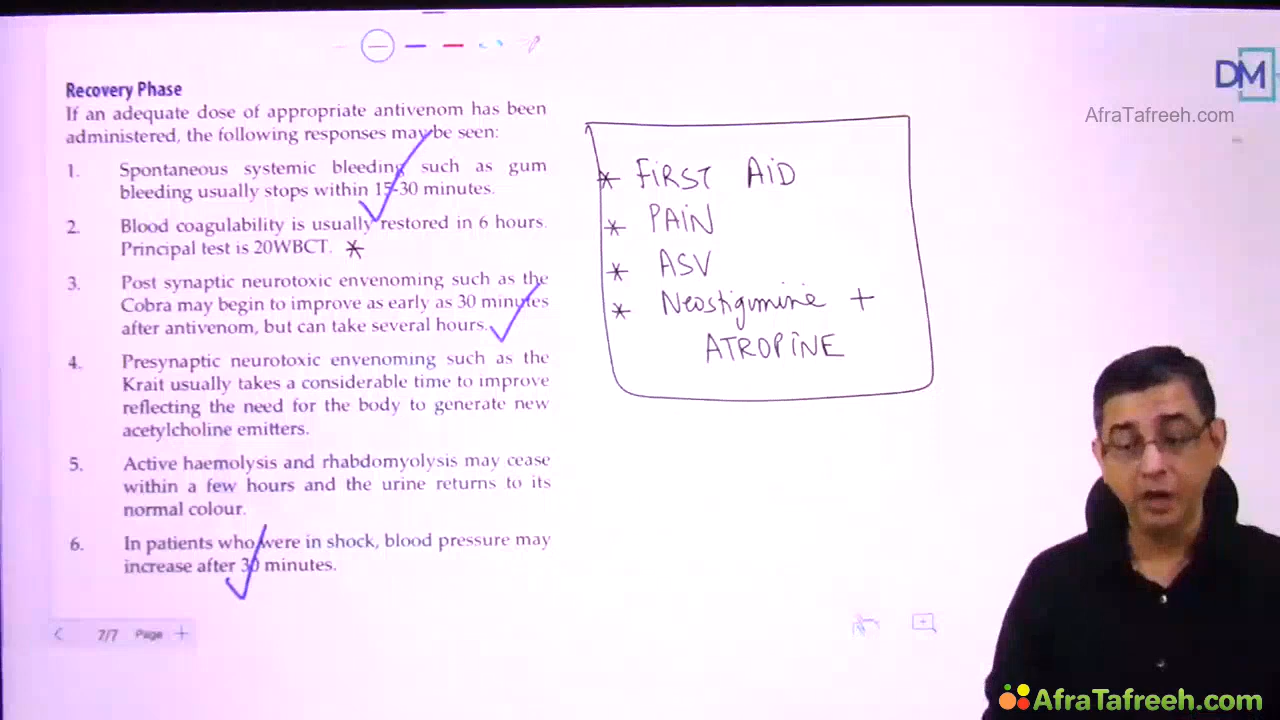 DM
AfraTafreeh.com
Recovery Phase
If an adequate dose of appropriate antivenom has been
administered, the following responses may be seen:
1. Spontaneous systemic bleeding such as gum
bleeding usually stops within 15-30 minutes.
2. Blood coagulability is usually restored in 6 hours.
Principal test is 20WBCT. *
3. Post synaptic neurotoxic envenoming such as the
Cobra may begin to improve as early as 30 minutes
after antivenom, but can take several hours.
4. Presynaptic neurotoxic envenoming such as the
Krait usually takes a considerable time to improve
reflecting the need for the body to generate new
acetylcholine emitters.
5. Active haemolysis and rhabdomyolysis may cease
within a few hours and the urine returns to its
normal colour.
6. In patients who were in shock, blood pressure may
increase after 30 minutes.
* FIRST AID
* PAIN
* ASV
* Neostigmine +
ATROPINE
7/7 Page +
AfraTafreeh.com